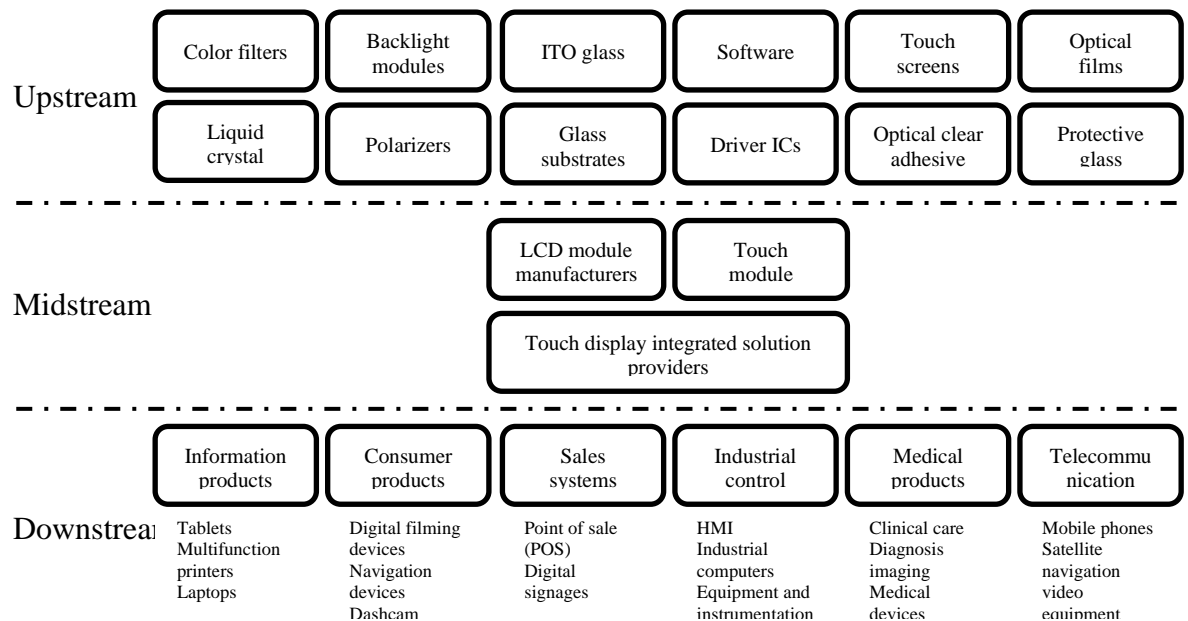 Upstream
Color filters
Backlight
modules
ITO glass
Software
Touch
screens
Optical
films
Liquid
crystal
Polarizers
Glass
substrates
Driver ICs
Optical clear
adhesive
Protective
glass
Midstream
LCD module
manufacturers
Touch
module
Touch display integrated solution
providers
Downstrea
Information
products
Consumer
products
Sales
systems
Industrial
control
Medical
products
Telecommu
nication
Tablets
Multifunction
printers
Laptops
Digital filming
devices
Navigation
devices
Dashcam
Point of sale
(POS)
Digital
signages
HMI
Industrial
computers
Equipment and
instrumentation
Clinical care
Diagnosis
imaging
Medical
devices
Mobile phones
Satellite
navigation
video
equipment